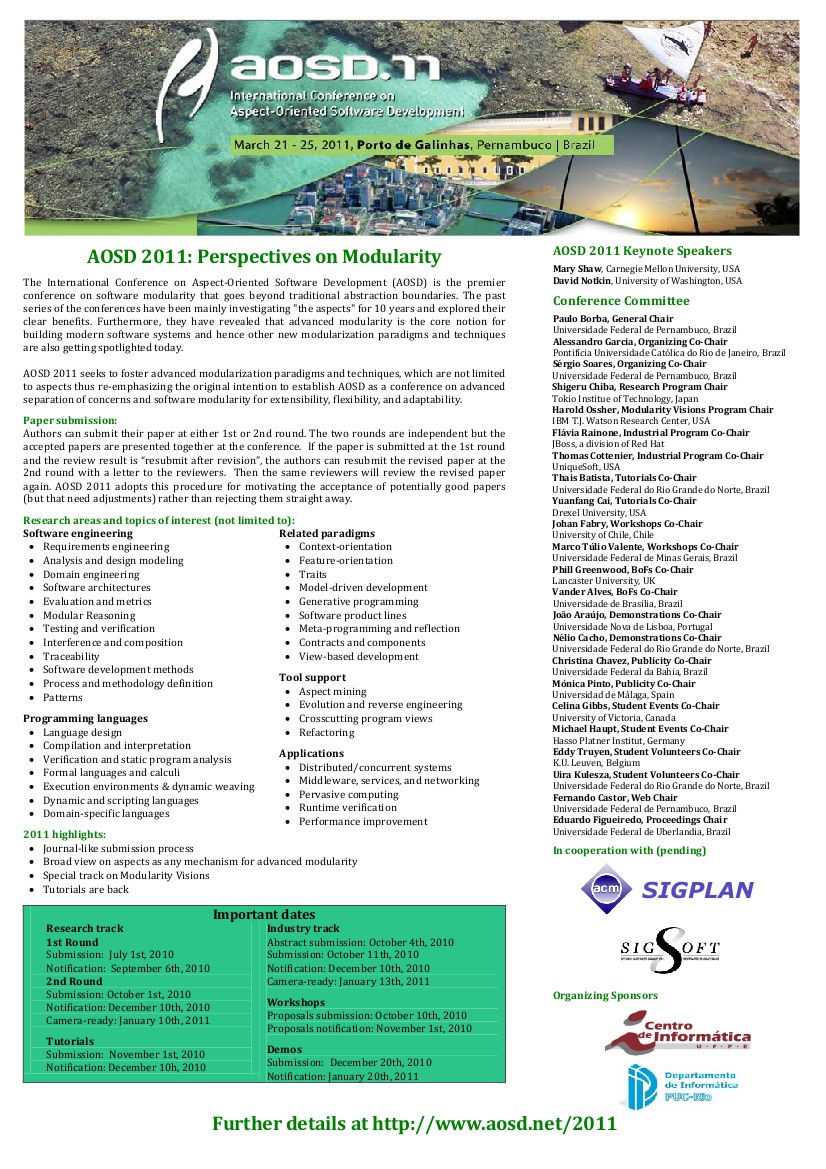 aosd.11
International Conference on
Aspect-Oriented Software Development
March 21 - 25, 2011, Porto de Galinhas, Pernambuco | Brazil
AOSD 2011: Perspectives on Modularity
The International Conference on Aspect-Oriented Software Development (AOSD) is the premier
conference on software modularity that goes beyond traditional abstraction boundaries. The past
series of the conferences have been mainly investigating "the aspects" for 10 years and explored their
clear benefits. Furthermore, they have revealed that advanced modularity is the core notion for
building modern software systems and hence other new modularization paradigms and techniques
are also getting spotlighted today.
AOSD 2011 seeks to foster advanced modularization paradigms and techniques, which are not limited
to aspects thus re-emphasizing the original intention to establish AOSD as a conference on advanced
separation of concerns and software modularity for extensibility, flexibility, and adaptability.
Paper submission:
Authors can submit their paper at either 1st or 2nd round. The two rounds are independent but the
accepted papers are presented together at the conference. If the paper is submitted at the 1st round
and the review result is “resubmit after revision”, the authors can resubmit the revised paper at the
2nd round with a letter to the reviewers. Then the same reviewers will review the revised paper
again. AOSD 2011 adopts this procedure for motivating the acceptance of potentially good papers
(but that need adjustments) rather than rejecting them straight away.
Research areas and topics of interest (not limited to):
Software engineering
• Requirements engineering
• Analysis and design modeling
• Domain engineering
• Software architectures
• Evaluation and metrics
• Modular Reasoning
• Testing and verification
• Interference and composition
• Traceability
• Software development methods
• Process and methodology definition
• Patterns
Programming languages
• Language design
• Compilation and interpretation
• Verification and static program analysis
• Formal languages and calculi
• Execution environments & dynamic weaving
• Dynamic and scripting languages
• Domain-specific languages
Related paradigms
• Context-orientation
• Feature-orientation
• Traits
• Model-driven development
• Generative programming
• Software product lines
• Meta-programming and reflection
• Contracts and components
• View-based development
Tool support
• Aspect mining
• Evolution and reverse engineering
• Crosscutting program views
• Refactoring
Applications
• Distributed/concurrent systems
• Middleware, services, and networking
• Pervasive computing
• Runtime verification
• Performance improvement
2011 highlights:
• Journal-like submission process
• Broad view on aspects as any mechanism for advanced modularity
• Special track on Modularity Visions
• Tutorials are back
Important dates
Research track
1st Round
Submission: July 1st, 2010
Notification: September 6th, 2010
2nd Round
Submission: October 1st, 2010
Notification: December 10th, 2010
Camera-ready: January 10th, 2011
Tutorials
Submission: November 1st, 2010
Notification: December 10h, 2010
Industry track
Abstract submission: October 4th, 2010
Submission: October 11th, 2010
Notification: December 10th, 2010
Camera-ready: January 13th, 2011
Workshops
Proposals submission: October 10th, 2010
Proposals notification: November 1st, 2010
Demos
Submission: December 20th, 2010
Notification: January 20th, 2011
AOSD 2011 Keynote Speakers
Mary Shaw, Carnegie Mellon University, USA
David Notkin, University of Washington, USA
Conference Committee
Paulo Borba, General Chair
Universidade Federal de Pernambuco, Brazil
Alessandro Garcia, Organizing Co-Chair
Pontifícia Universidade Católica do Rio de Janeiro, Brazil
Sérgio Soares, Organizing Co-Chair
Universidade Federal de Pernambuco, Brazil
Shigeru Chiba, Research Program Chair
Tokio Institue of Technology, Japan
Harold Ossher, Modularity Visions Program Chair
IBM T.J. Watson Research Center, USA
Flávia Rainone, Industrial Program Co-Chair
JBoss, a division of Red Hat
Thomas Cottenier, Industrial Program Co-Chair
UniqueSoft, USA
Thais Batista, Tutorials Co-Chair
Universidade Federal do Rio Grande do Norte, Brazil
Yuanfang Cai, Tutorials Co-Chair
Drexel University, USA
Johan Fabry, Workshops Co-Chair
University of Chile, Chile
Marco Túlio Valente, Workshops Co-Chair
Universidade Federal de Minas Gerais, Brazil
Phill Greenwood, BoFs Co-Chair
Lancaster University, UK
Vander Alves, BoFs Co-Chair
Universidade de Brasilia, Brazil
João Araújo, Demonstrations Co-Chair
Universidade Nova de Lisboa, Portugal
Nélio Cacho, Demonstrations Co-Chair
Universidade Federal do Rio Grande do Norte, Brazil
Christina Chavez, Publicity Co-Chair
Universidade Federal da Bahia, Brazil
Mónica Pinto, Publicity Co-Chair
Universidad de Málaga, Spain
Celina Gibbs, Student Events Co-Chair
University of Victoria, Canada
Michael Haupt, Student Events Co-Chair
Hasso Platner Institut, Germany
Eddy Truyen, Student Volunteers Co-Chair
K.U. Leuven, Belgium
Uira Kulesza, Student Volunteers Co-Chair
Universidade Federal do Rio Grande do Norte, Brazil
Fernando Castor, Web Chair
Universidade Federal de Pernambuco, Brazil
Eduardo Figueiredo, Proceedings Chair
Universidade Federal de Uberlandia, Brazil
In cooperation with (pending)
acm SIGPLAN
SIGSOFT
Organizing Sponsors
Centro
de Informática
U·F·P·E
Departamento
de Informática
PUC-Rio
Further details at http://www.aosd.net/2011